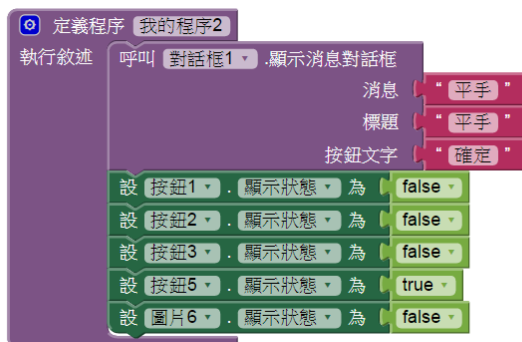 定義程序 我的程序2
執行敘述 呼叫 對話框1 .顯示消息對話框
消息 “ 平手 ”
標題 “ 平手 ”
按鈕文字 “ 確定 ”
設 按鈕1 . 顯示狀態 為 false
設 按鈕2 . 顯示狀態 為 false
設 按鈕3 . 顯示狀態 為 false
設 按鈕5 . 顯示狀態 為 true
設 圖片6 . 顯示狀態 為 false